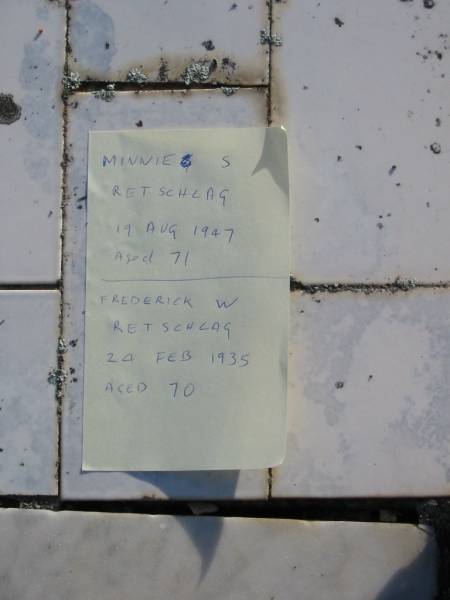 MINNIE S
RETSCHLAG
19 AUG 1947
Aged 71
FREDERICK W
RETSCHLAG
24 FEB 1935
AGED 70